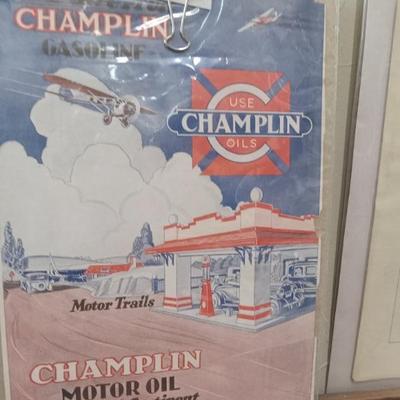 CHAMPLIN
GASOLINE
USE
CHAMPLIN
OILS
Motor Trails
CHAMPLIN
MOTOR OIL